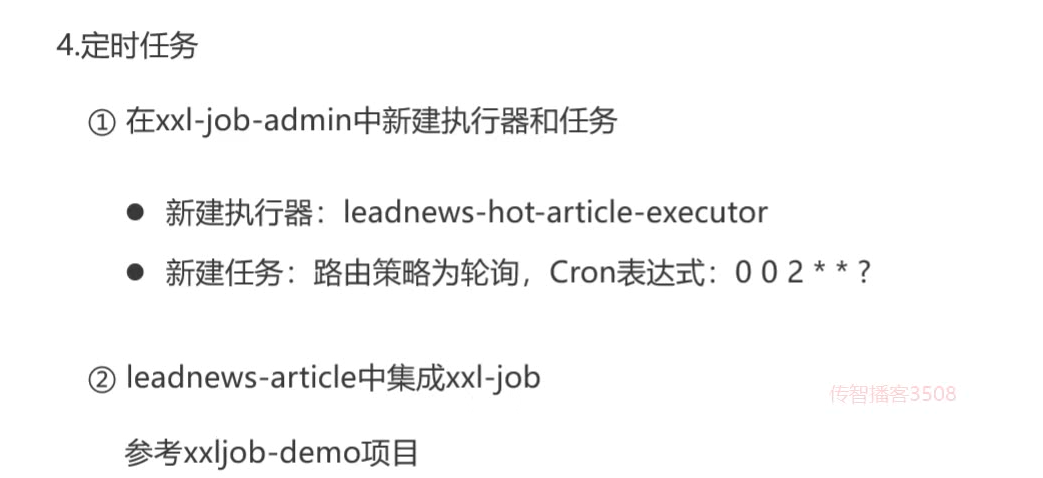 4.定时任务
① 在xxl-job-admin中新建执行器和任务
● 新建执行器：leadnews-hot-article-executor
● 新建任务：路由策略为轮询，Cron表达式：0 0 2 * * ?
② leadnews-article中集成xxl-job
传智播客3508
参考xxljob-demo项目